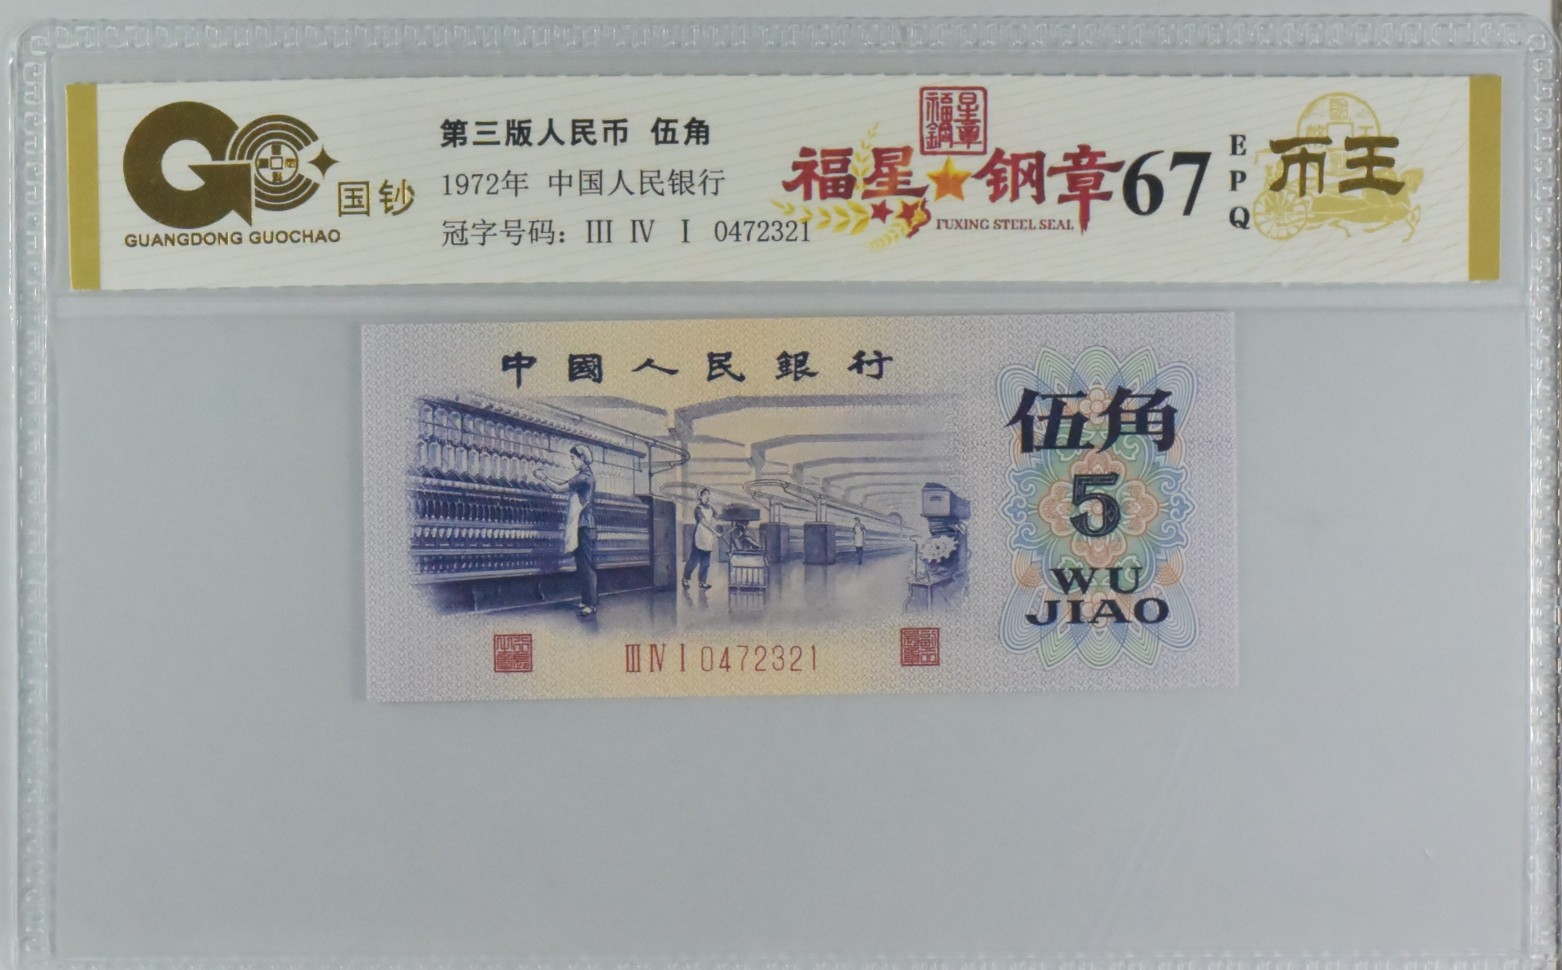 国钞
GUANGDONG GUOCHAO
第三版人民币 伍角
1972年 中国人民银行
冠字号码：Ⅲ Ⅳ Ⅰ 0472321
福星鋼章
福星钢章
FUXING STEEL SEAL
67
EPQ
币王
中國人民銀行
伍角
5
WU
JIAO
Ⅲ Ⅳ Ⅰ 0472321